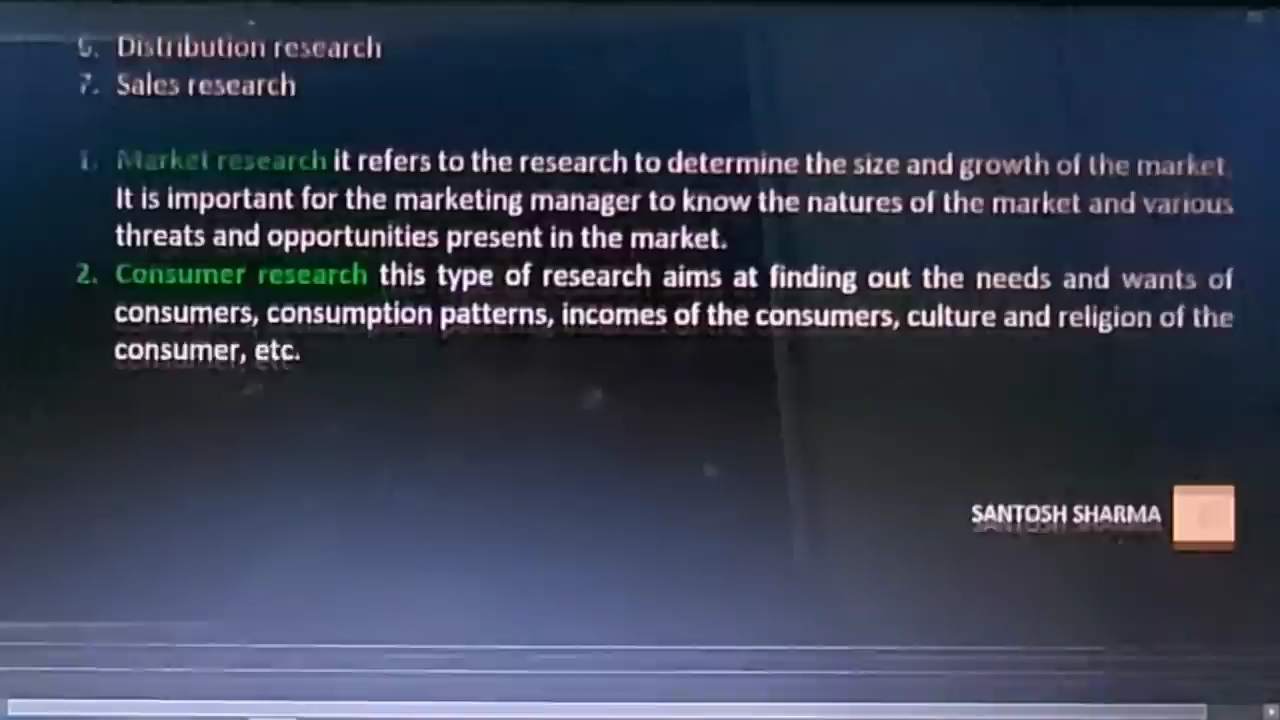 6. Distribution research
7. Sales research
1. Market research it refers to the research to determine the size and growth of the market.
It is important for the marketing manager to know the natures of the market and various
threats and opportunities present in the market.
2. Consumer research this type of research aims at finding out the needs and wants of
consumers, consumption patterns, incomes of the consumers, culture and religion of the
consumer, etc.
SANTOSH SHARMA